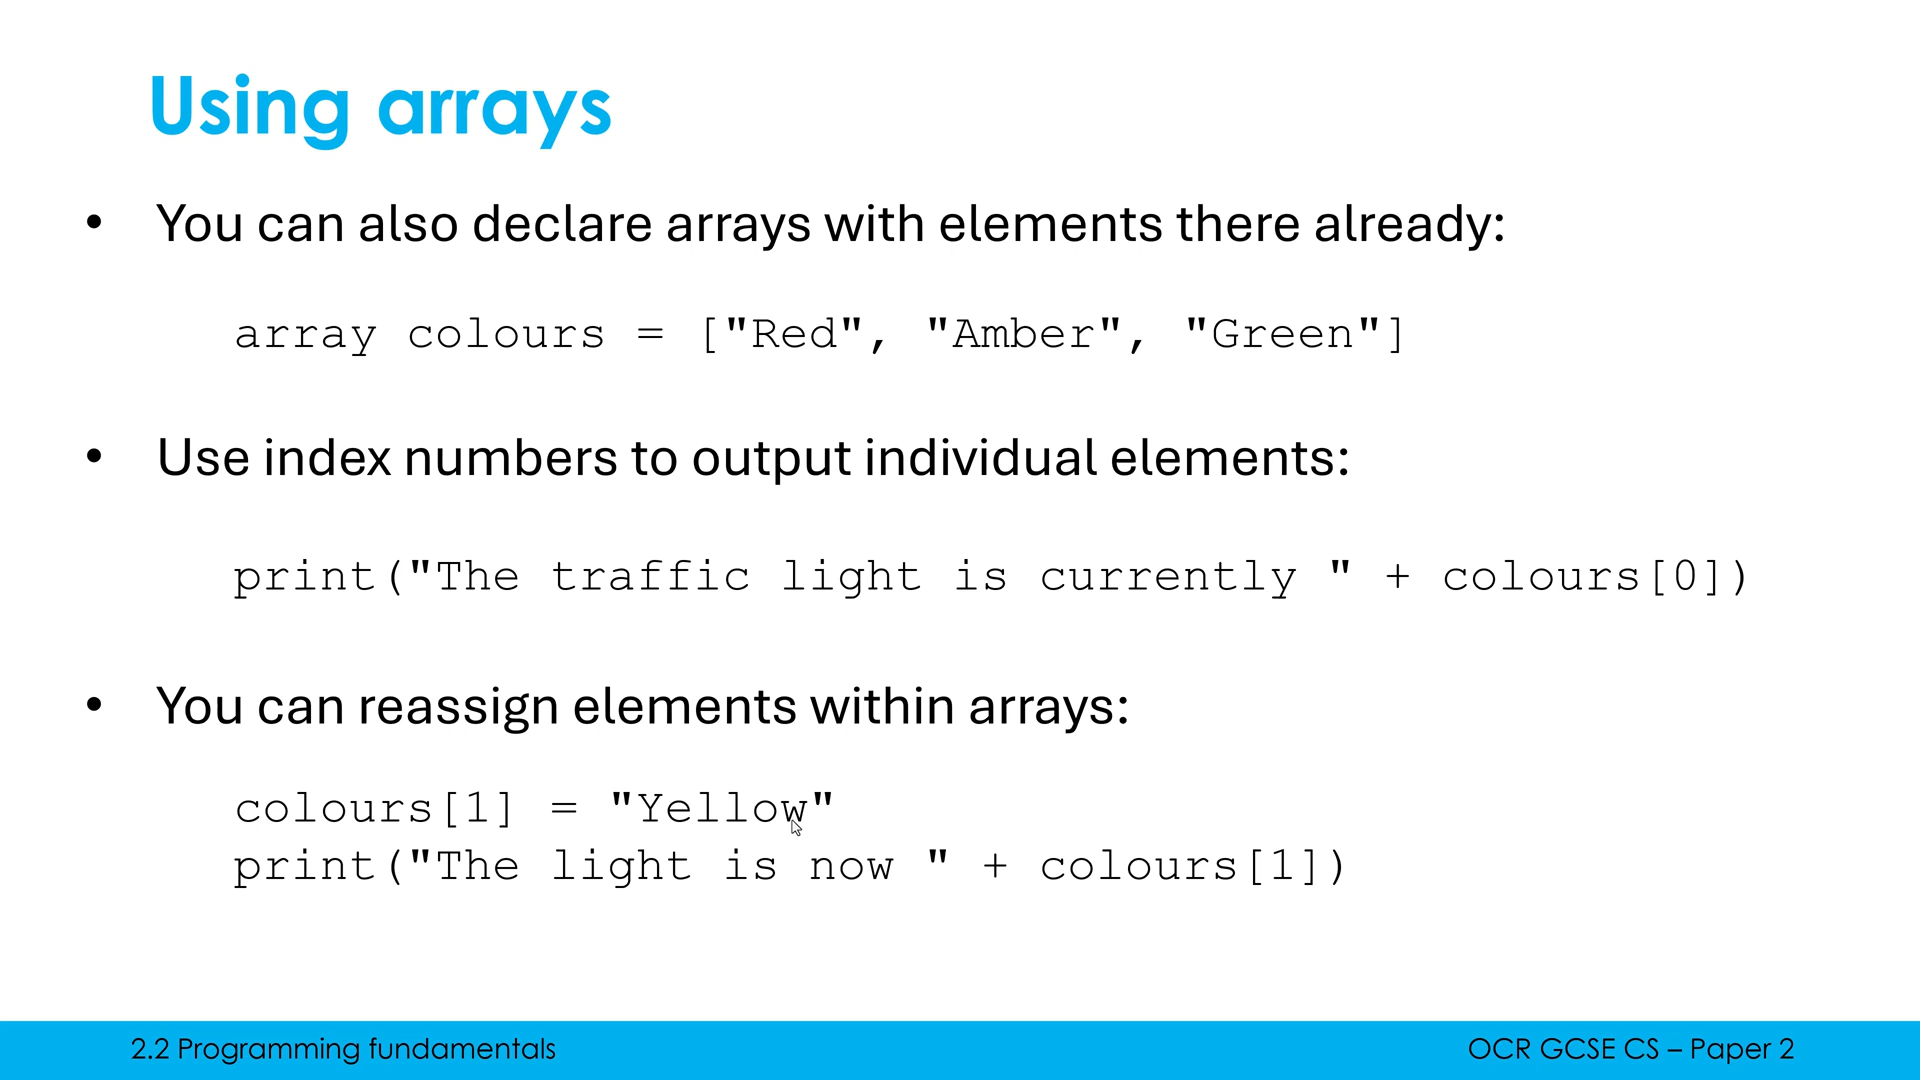 Using arrays
• You can also declare arrays with elements there already:
array colours = ["Red", "Amber", "Green"]
• Use index numbers to output individual elements:
print("The traffic light is currently " + colours[0])
• You can reassign elements within arrays:
colours[1] = "Yellow"
print("The light is now " + colours[1])
2.2 Programming fundamentals
OCR GCSE CS – Paper 2